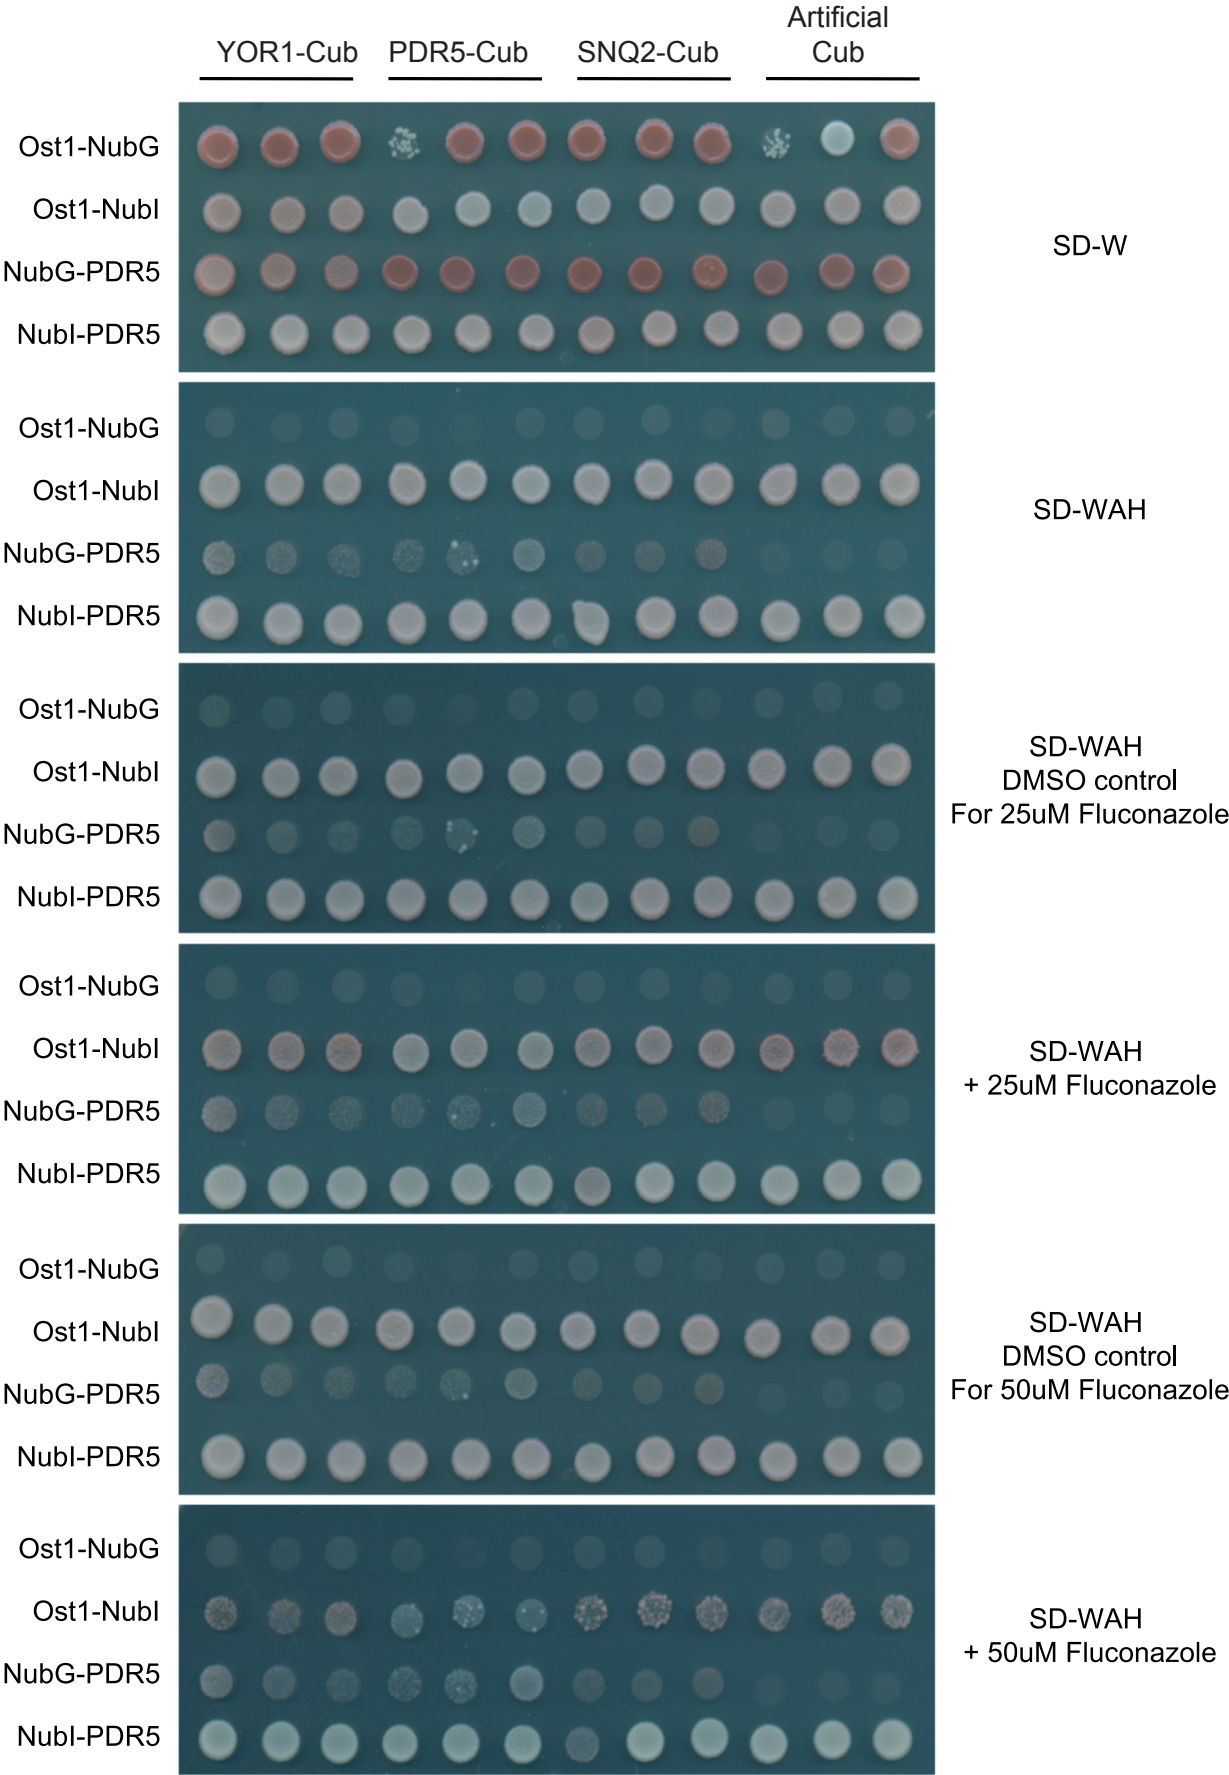 Artificial
YOR1-Cub PDR5-Cub SNQ2-Cub Cub
Ost1-NubG
Ost1-NubI
NubG-PDR5
NubI-PDR5
SD-W
Ost1-NubG
Ost1-NubI
NubG-PDR5
NubI-PDR5
SD-WAH
Ost1-NubG
Ost1-NubI
NubG-PDR5
NubI-PDR5
SD-WAH
DMSO control
For 25uM Fluconazole
Ost1-NubG
Ost1-NubI
NubG-PDR5
NubI-PDR5
SD-WAH
+ 25uM Fluconazole
Ost1-NubG
Ost1-NubI
NubG-PDR5
NubI-PDR5
SD-WAH
DMSO control
For 50uM Fluconazole
Ost1-NubG
Ost1-NubI
NubG-PDR5
NubI-PDR5
SD-WAH
+ 50uM Fluconazole